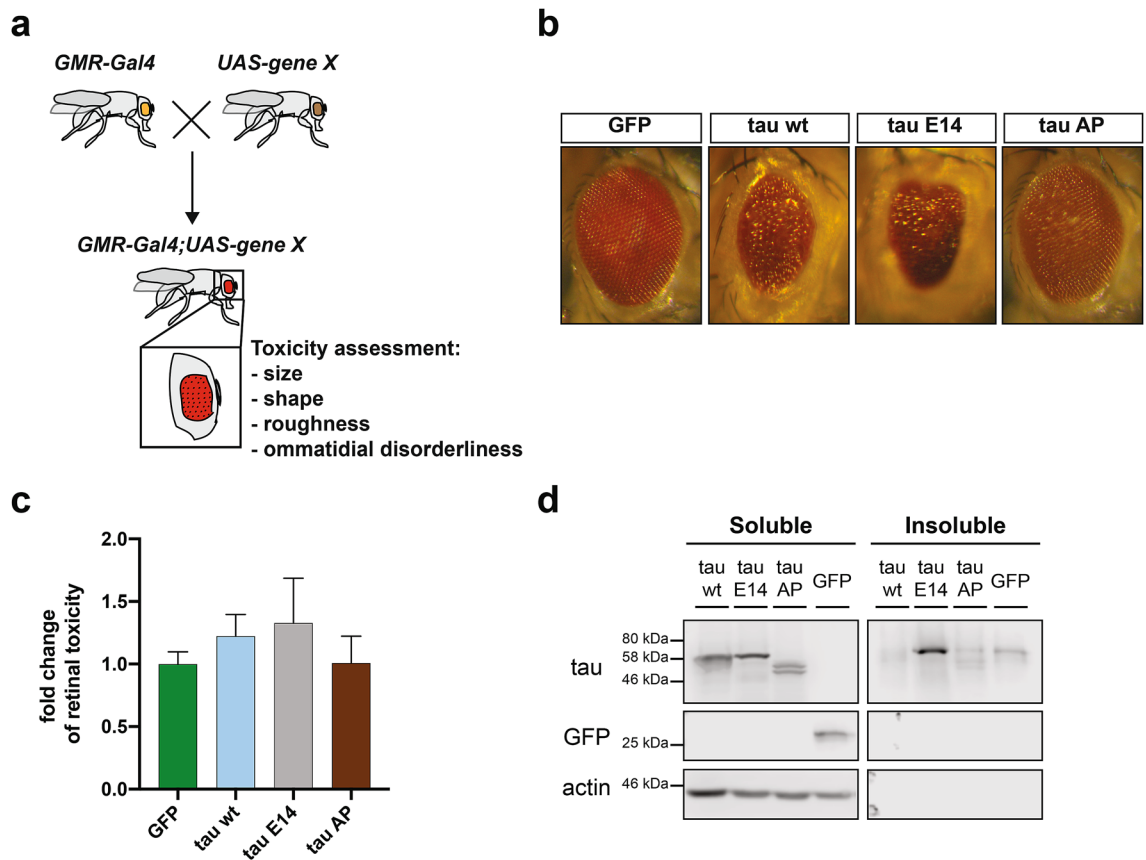 a
GMR-Gal4
UAS-gene X
GMR-Gal4;UAS-gene X
Toxicity assessment:
- size
- shape
- roughness
- ommatidial disorderliness
b
GFP
tau wt
tau E14
tau AP
c
fold change
of retinal toxicity
2.0
1.5
1.0
0.5
0.0
GFP
tau wt
tau E14
tau AP
d
Soluble
Insoluble
tau wt
tau E14
tau AP
GFP
tau wt
tau E14
tau AP
GFP
tau
80 kDa
58 kDa
46 kDa
GFP
25 kDa
actin
46 kDa